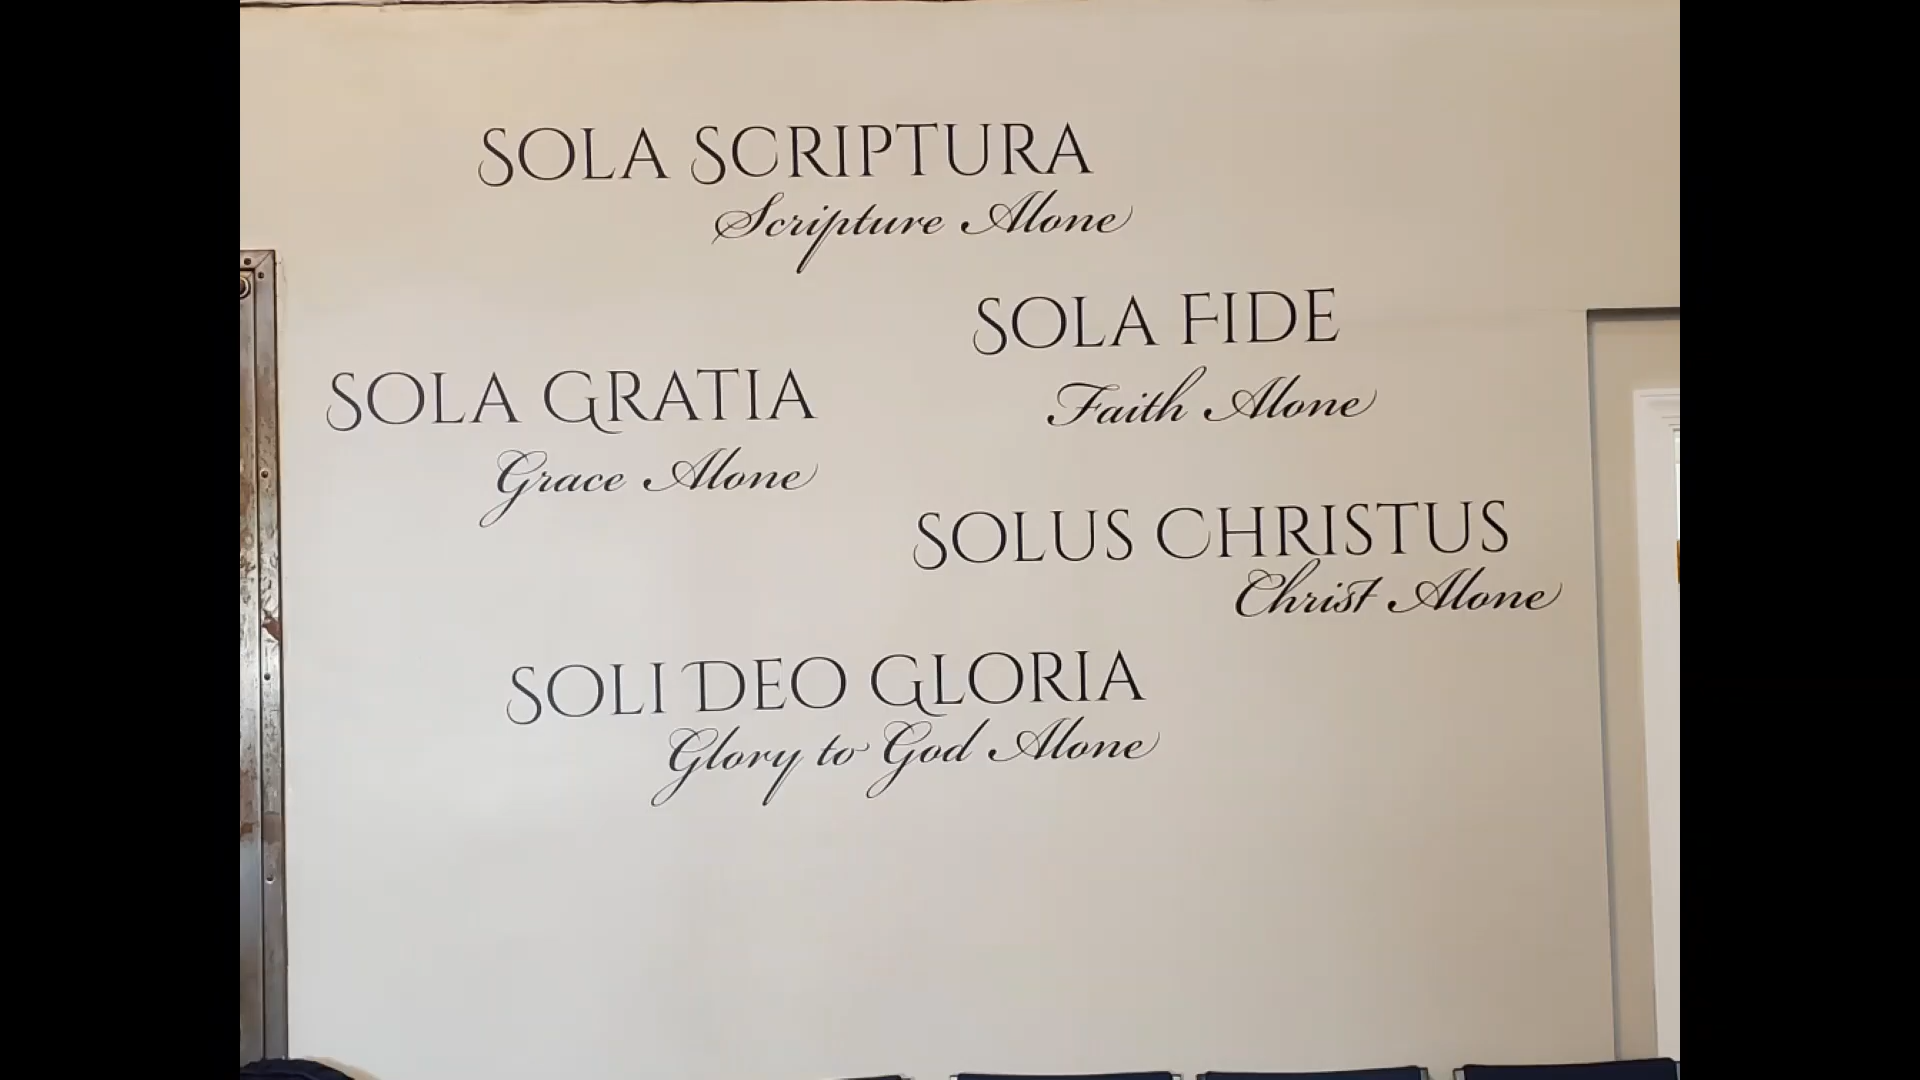 SOLA SCRIPTURA
Scripture Alone
SOLA FIDE
Faith Alone
SOLA GRATIA
Grace Alone
SOLUS CHRISTUS
Christ Alone
SOLI DEO GLORIA
Glory to God Alone